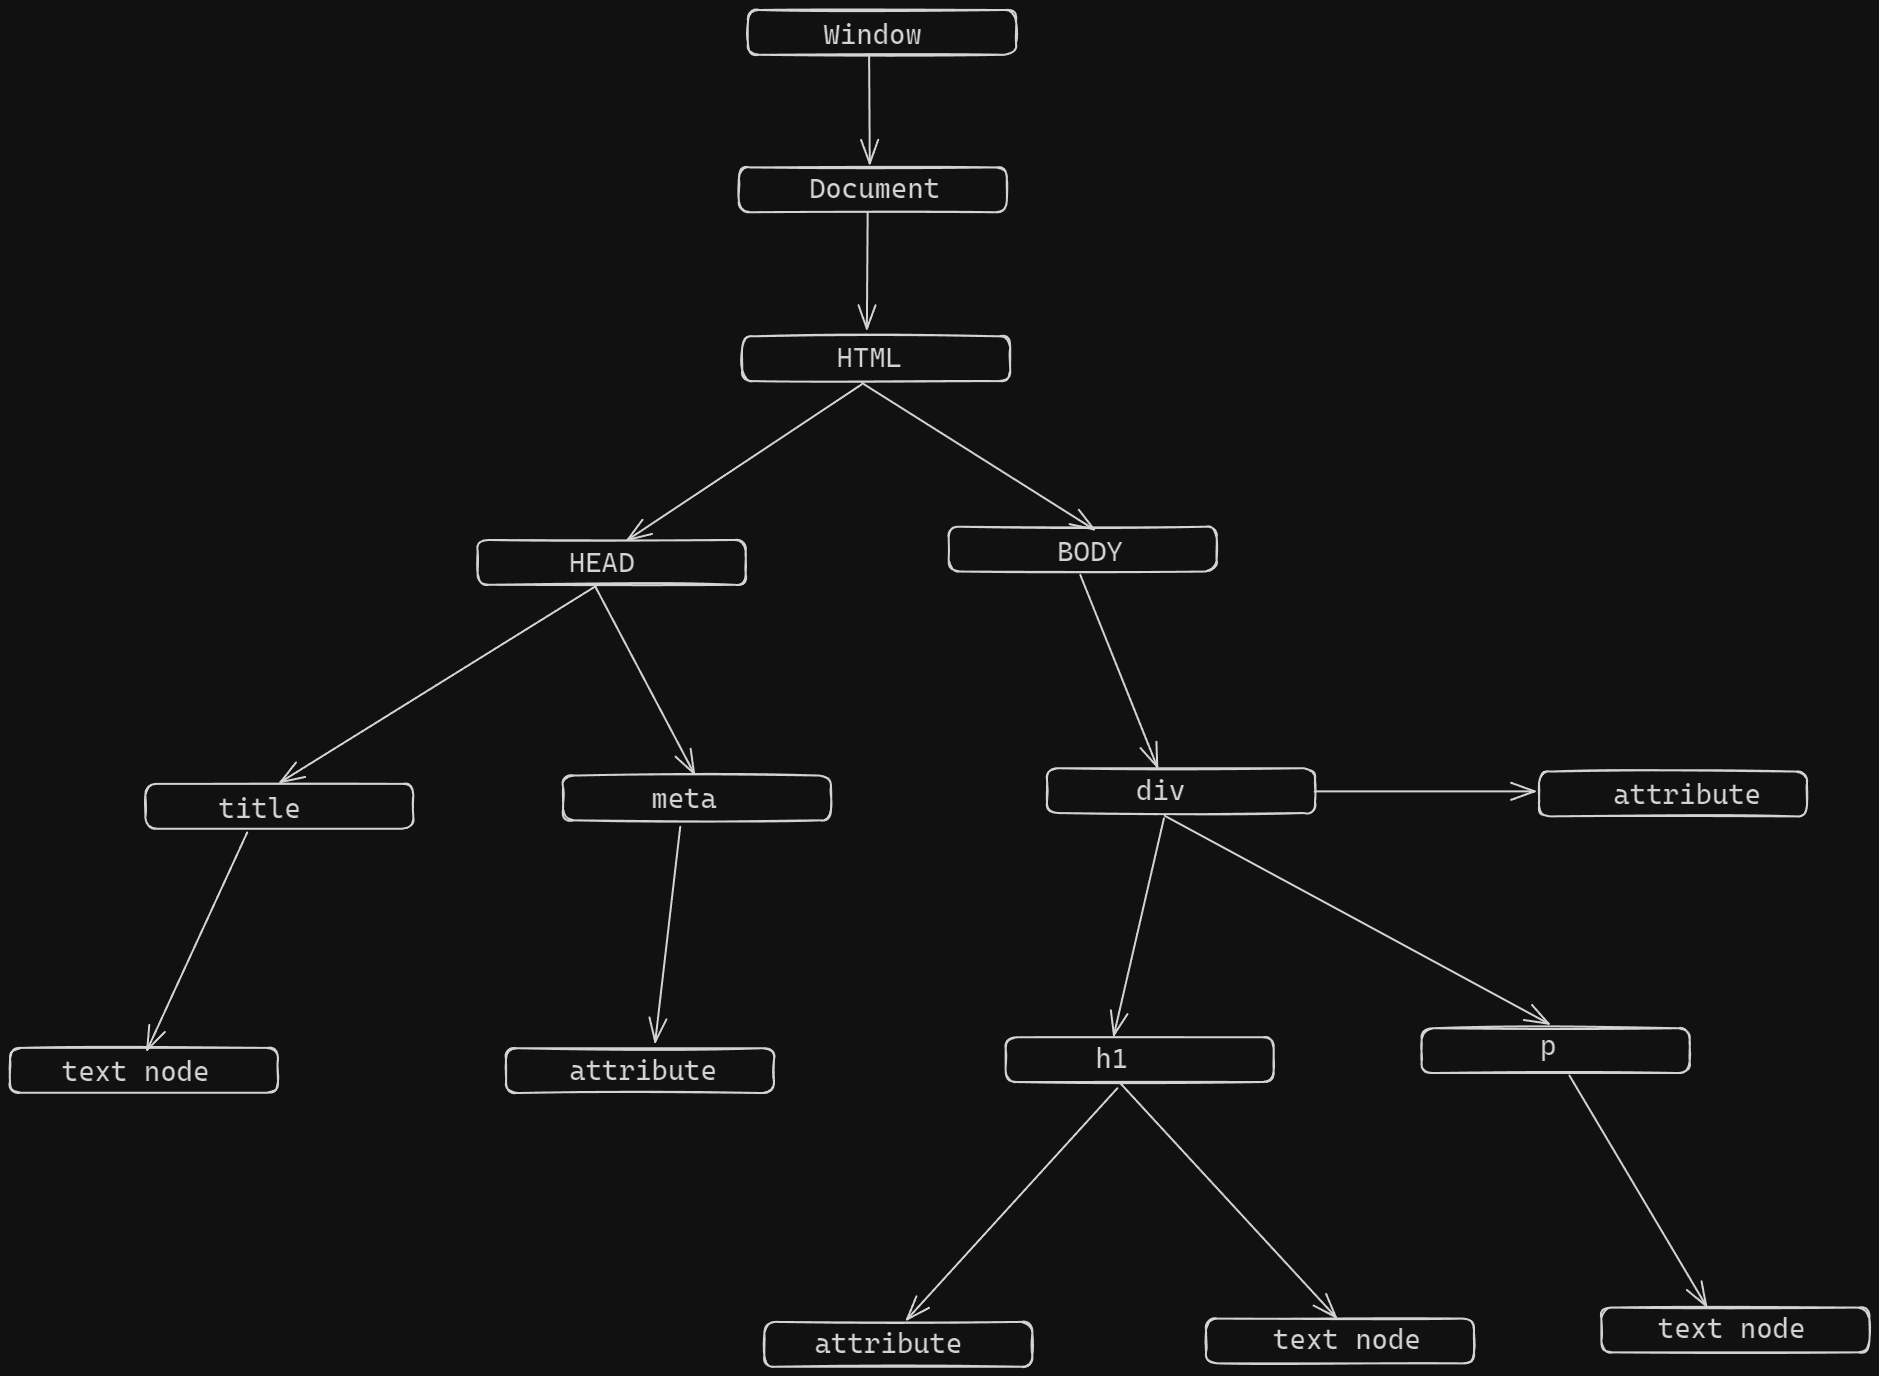 Window
Document
HTML
HEAD
BODY
title
meta
div
attribute
text node
attribute
h1
p
attribute
text node
text node